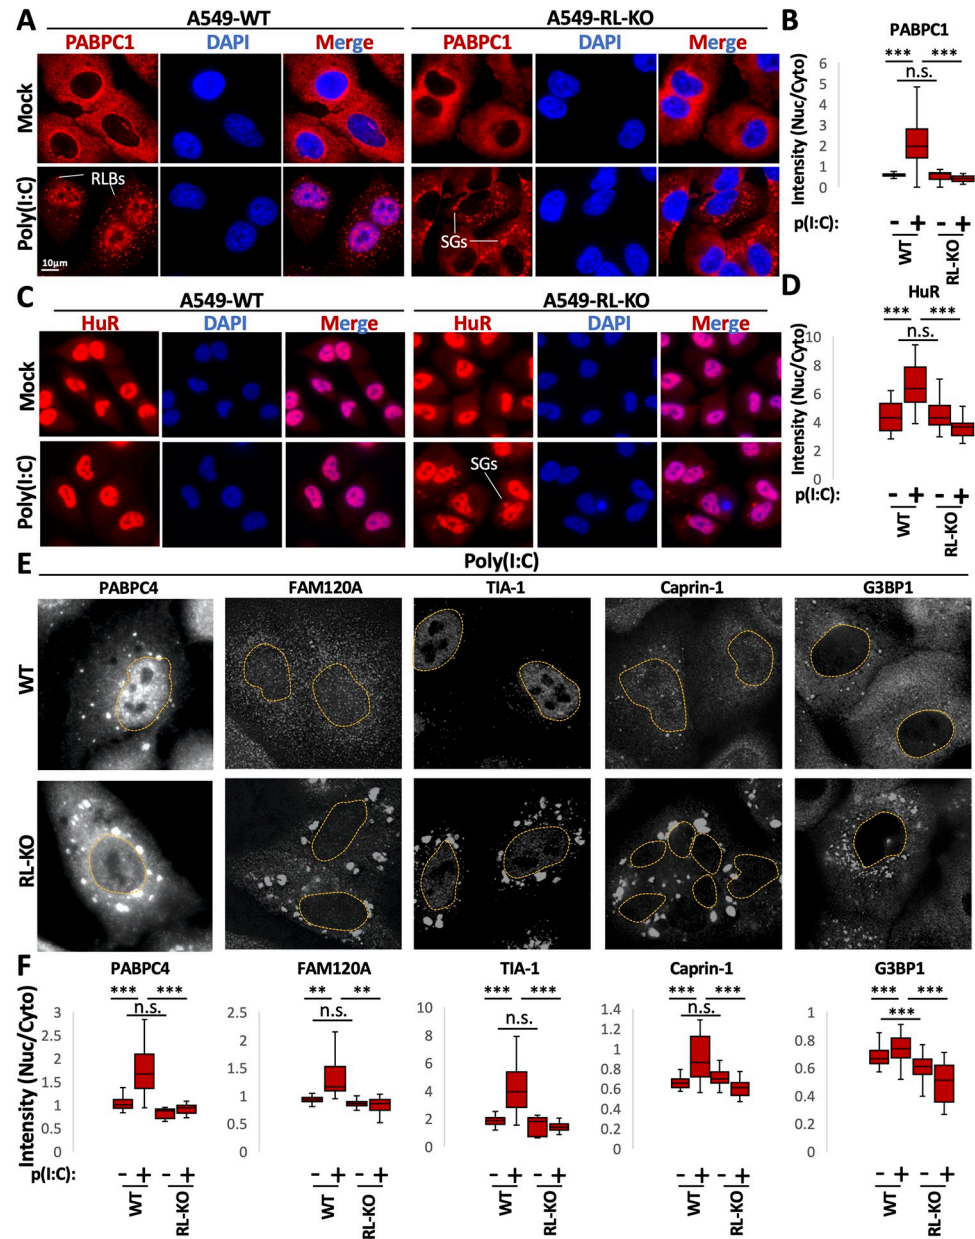 A
A549-WT
A549-RL-KO
PABPC1 DAPI Merge PABPC1 DAPI Merge
Mock
Poly(I:C)
RLBs
SGs
10μm
B
PABPC1
*** ***
n.s.
Intensity (Nuc/Cyto)
6
5
4
3
2
1
0
p(I:C): - + - +
WT RL-KO
C
A549-WT
A549-RL-KO
HuR DAPI Merge HuR DAPI Merge
Mock
Poly(I:C)
SGs
D
HuR
*** ***
n.s.
Intensity (Nuc/Cyto)
10
8
6
4
2
0
p(I:C): - + - +
WT RL-KO
E
Poly(I:C)
PABPC4 FAM120A TIA-1 Caprin-1 G3BP1
WT
RL-KO
F
Intensity (Nuc/Cyto)
PABPC4
*** ***
n.s.
3
2.5
2
1.5
1
0.5
0
p(I:C): - + - +
WT RL-KO
FAM120A
** **
n.s.
2.5
2
1.5
1
0.5
0
- + - +
WT RL-KO
TIA-1
*** ***
n.s.
10
8
6
4
2
0
- + - +
WT RL-KO
Caprin-1
*** ***
n.s.
1.4
1.2
1
0.8
0.6
0.4
0.2
0
- + - +
WT RL-KO
G3BP1
*** ***
***
1
0.8
0.6
0.4
0.2
0
- + - +
WT RL-KO